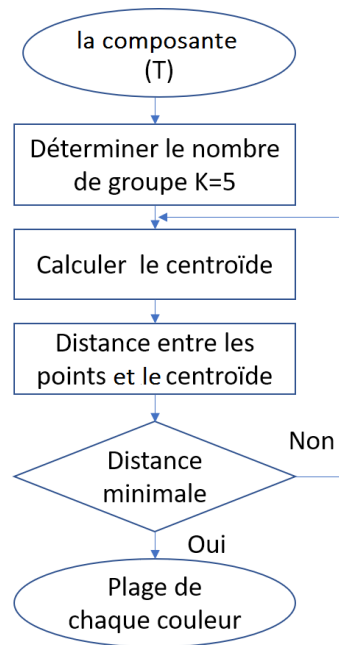 la composante
(T)
Déterminer le nombre
de groupe K=5
Calculer le centroïde
Distance entre les
points et le centroïde
Distance
minimale
Non
Oui
Plage de
chaque couleur